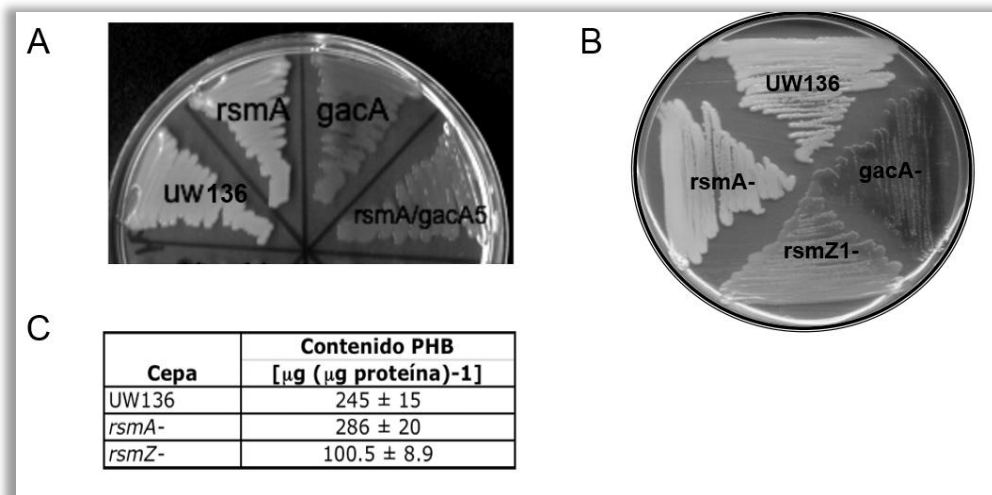 A
rsmA gacA
UW136
rsmA/gacA5
B
UW136
rsmA-
gacA-
rsmZ1-
C
Cepa Contenido PHB
[µg (µg proteína)-1]
UW136 245 ± 15
rsmA- 286 ± 20
rsmZ- 100.5 ± 8.9